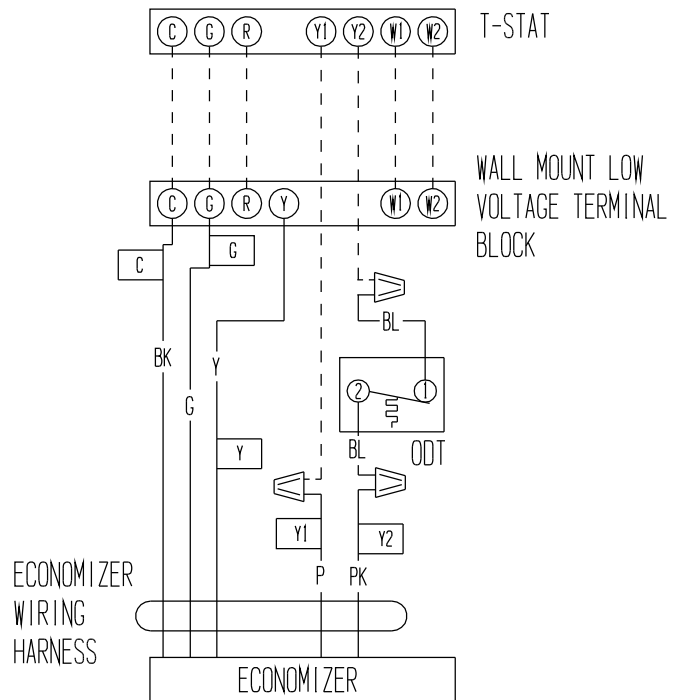 C G R Y1 Y2 W1 W2 T-STAT
C G R Y W1 W2
WALL MOUNT LOW
VOLTAGE TERMINAL
BLOCK
C G
BL
BK Y
G
2 1
Y
BL ODT
Y1 Y2
P PK
ECONOMIZER
WIRING
HARNESS
ECONOMIZER